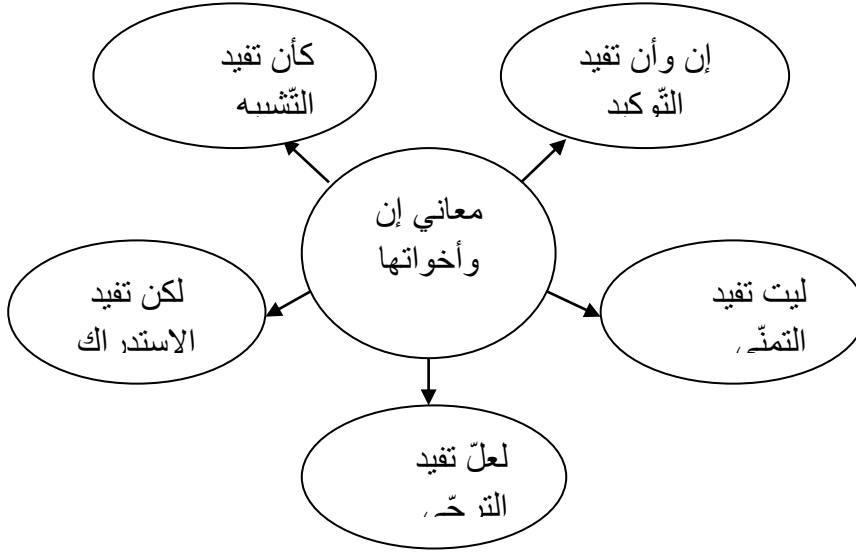 إن وأن تفيد
التّوكيد
كأن تفيد
التّشبيه
معاني إن
وأخواتها
ليت تفيد
التمنّي
لكن تفيد
الاستدراك
لعلّ تفيد
الترجّي